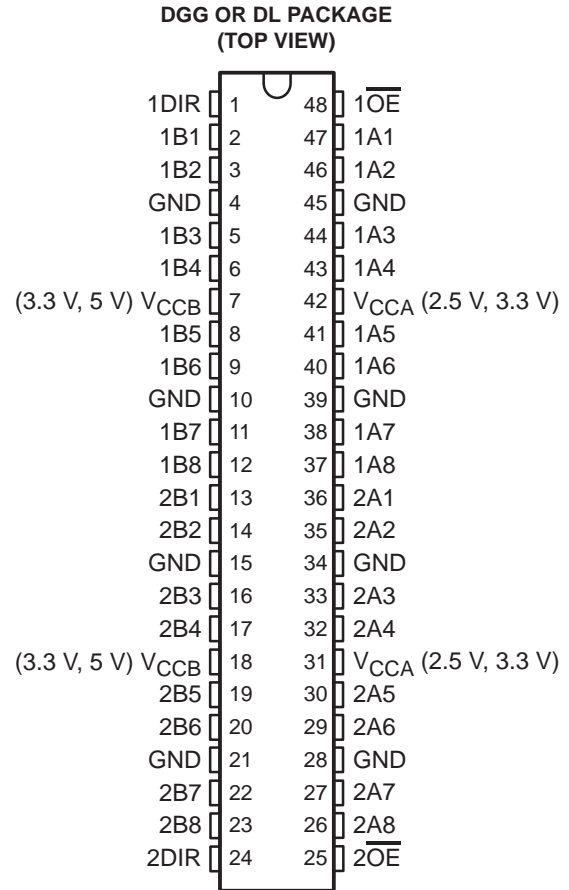 DGG OR DL PACKAGE
(TOP VIEW)
1DIR 1 48 1O̅E̅
1B1 2 47 1A1
1B2 3 46 1A2
GND 4 45 GND
1B3 5 44 1A3
1B4 6 43 1A4
(3.3 V, 5 V) VCCB 7 42 VCCA (2.5 V, 3.3 V)
1B5 8 41 1A5
1B6 9 40 1A6
GND 10 39 GND
1B7 11 38 1A7
1B8 12 37 1A8
2B1 13 36 2A1
2B2 14 35 2A2
GND 15 34 GND
2B3 16 33 2A3
2B4 17 32 2A4
(3.3 V, 5 V) VCCB 18 31 VCCA (2.5 V, 3.3 V)
2B5 19 30 2A5
2B6 20 29 2A6
GND 21 28 GND
2B7 22 27 2A7
2B8 23 26 2A8
2DIR 24 25 2O̅E̅